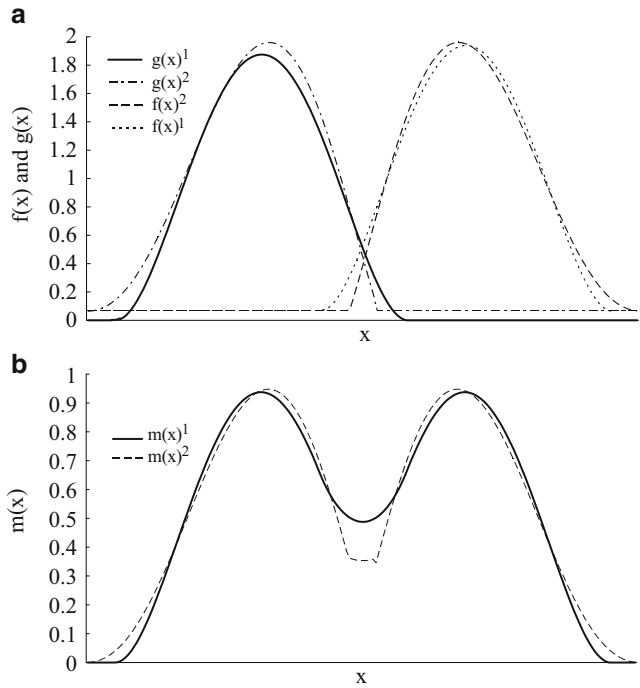 a
2
1.8
1.6
1.4
1.2
1
0.8
0.6
0.4
0.2
0
f(x) and g(x)
g(x)¹
g(x)²
f(x)²
f(x)¹
x
b
1
0.9
0.8
0.7
0.6
0.5
0.4
0.3
0.2
0.1
0
m(x)
m(x)¹
m(x)²
x